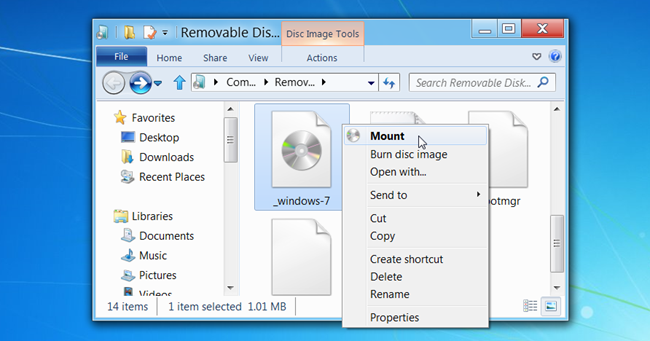 Removable Dis...
Disc Image Tools
File
Home
Share
View
Actions
Com...
Remov...
Search Removable Disk...
Favorites
Desktop
Downloads
Recent Places
Libraries
Documents
Music
Pictures
Videos
_windows-7
otmgr
Mount
Burn disc image
Open with...
Send to
Cut
Copy
Create shortcut
Delete
Rename
Properties
14 items
1 item selected 1.01 MB